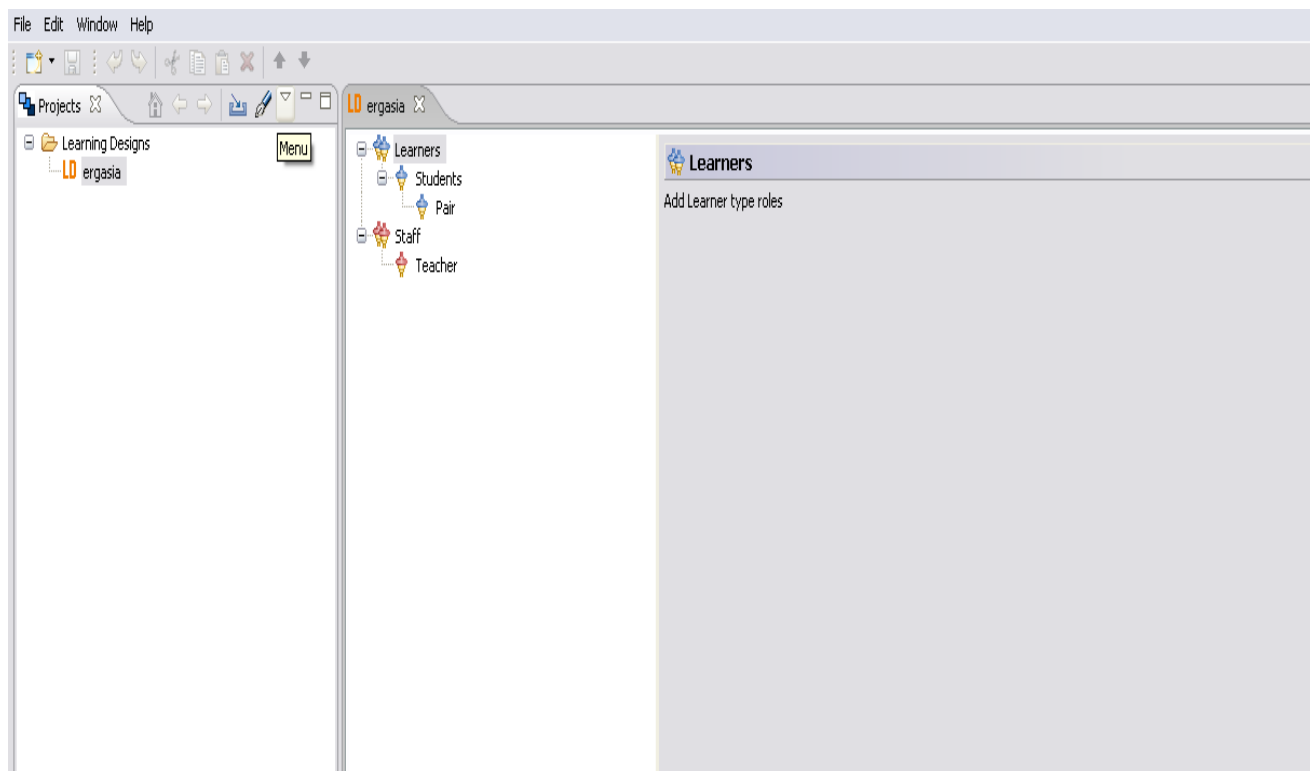 File Edit Window Help
Projects
LD ergasia
Learning Designs
LD ergasia
Menu
Learners
Students
Pair
Staff
Teacher
Learners
Add Learner type roles